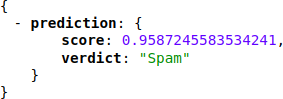 {
- prediction: {
score: 0.9587245583534241,
verdict: "Spam"
}
}